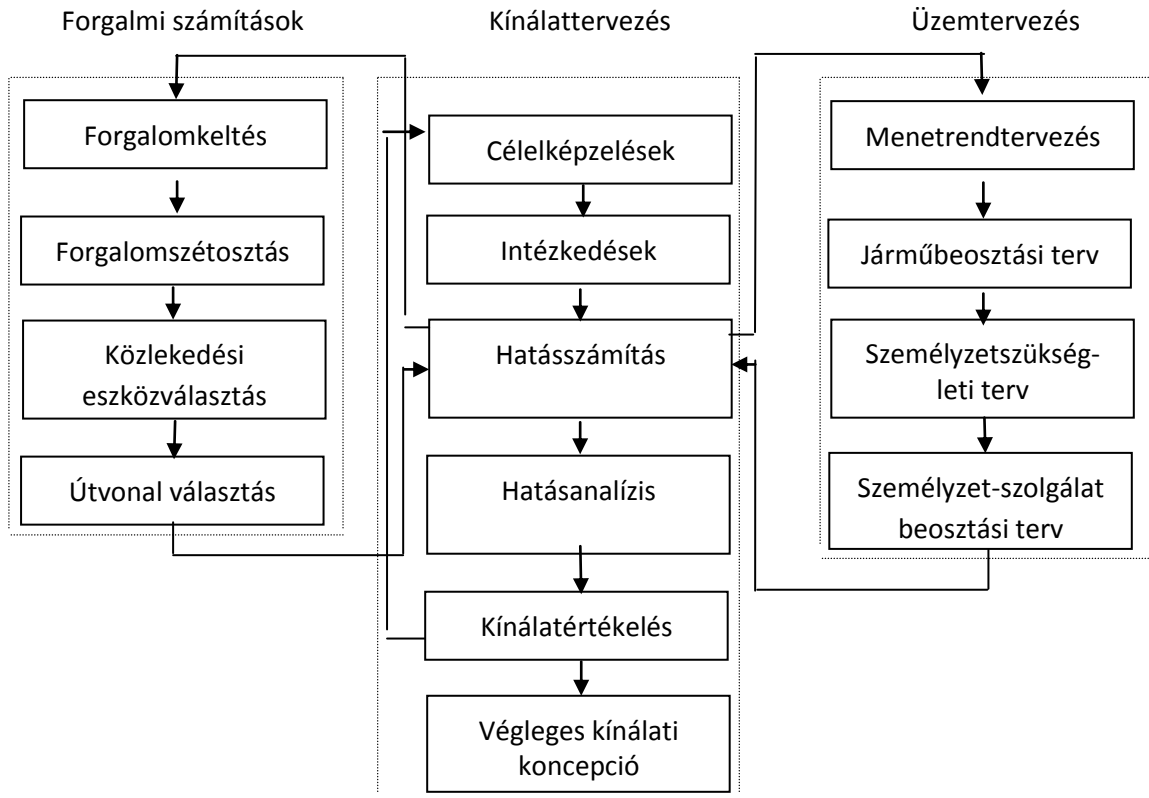 Forgalmi számítások
Kínálattervezés
Üzemtervezés
Forgalomkeltés
Forgalomszétosztás
Közlekedési
eszközválasztás
Útvonal választás
Célelképzelések
Intézkedések
Hatásszámítás
Hatásanalízis
Kínálatértékelés
Végleges kínálati
koncepció
Menetrendtervezés
Járműbeosztási terv
Személyzetszükség-
leti terv
Személyzet-szolgálat
beosztási terv